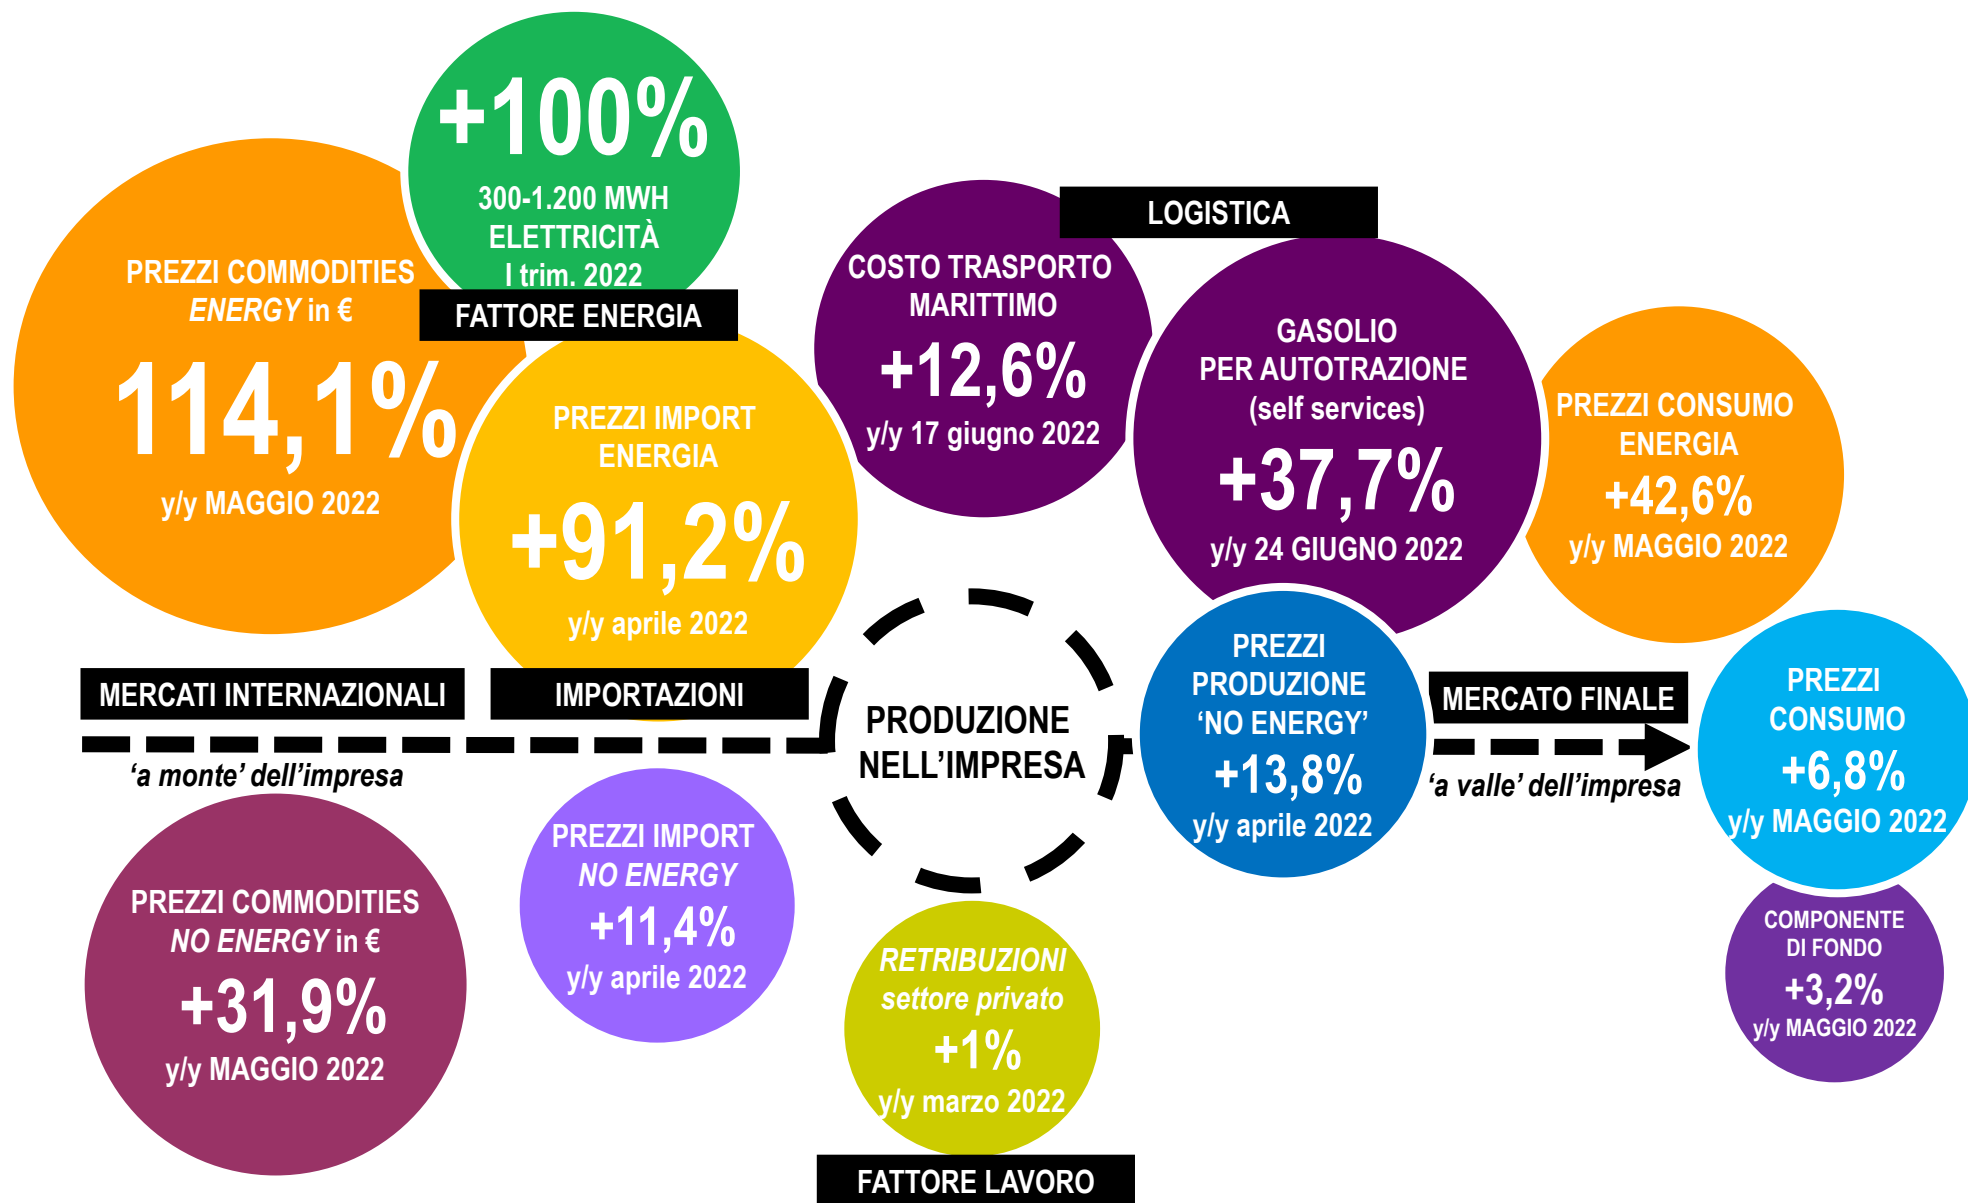 +100%
300-1.200 MWH
ELETTRICITÀ
I trim. 2022
FATTORE ENERGIA
PREZZI COMMODITIES
ENERGY in €
114,1%
y/y MAGGIO 2022
PREZZI IMPORT
ENERGIA
+91,2%
y/y aprile 2022
LOGISTICA
COSTO TRASPORTO
MARITTIMO
+12,6%
y/y 17 giugno 2022
GASOLIO
PER AUTOTRAZIONE
(self services)
+37,7%
y/y 24 GIUGNO 2022
PREZZI CONSUMO
ENERGIA
+42,6%
y/y MAGGIO 2022
MERCATI INTERNAZIONALI
IMPORTAZIONI
‘a monte’ dell’impresa
PRODUZIONE
NELL’IMPRESA
PREZZI
PRODUZIONE
‘NO ENERGY’
+13,8%
y/y aprile 2022
MERCATO FINALE
‘a valle’ dell’impresa
PREZZI
CONSUMO
+6,8%
y/y MAGGIO 2022
PREZZI COMMODITIES
NO ENERGY in €
+31,9%
y/y MAGGIO 2022
PREZZI IMPORT
NO ENERGY
+11,4%
y/y aprile 2022
RETRIBUZIONI
settore privato
+1%
y/y marzo 2022
FATTORE LAVORO
COMPONENTE
DI FONDO
+3,2%
y/y MAGGIO 2022